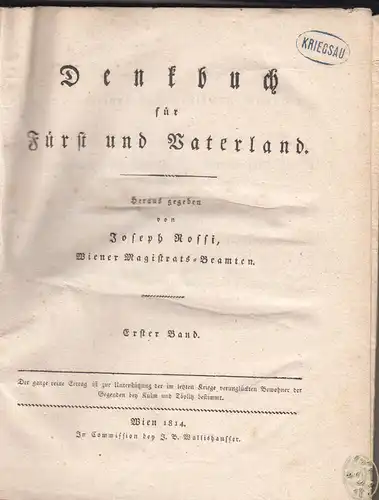 KRIEGSAU
Denkbuch
für
Fürst und Vaterland.
Heraus gegeben
von
Joseph Rossi,
Wiener Magistrats-Beamten.
Erster Band.
Der ganze reine Ertrag ist zur Unterstützung der im letzten Kriege verunglückten Bewohner der
Gegenden bey Kulm und Töplitz bestimmt.
Wien 1814.
In Commission bey J. B. Wallishausser.